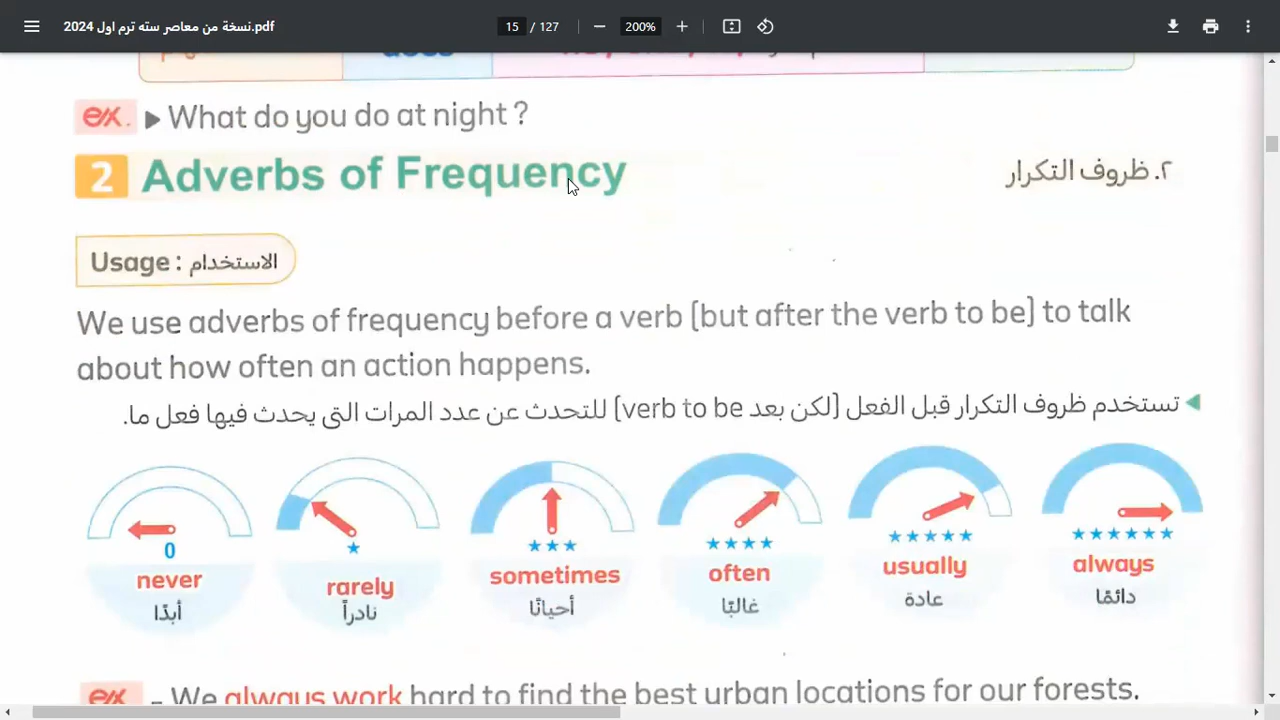 نسخة من معاصر سته ترم اول 2024.pdf
15 / 127
200%
ex. ▶ What do you do at night ?
2 Adverbs of Frequency
٢. ظروف التكرار
Usage : الاستخدام
We use adverbs of frequency before a verb [but after the verb to be] to talk
about how often an action happens.
تستخدم ظروف التكرار قبل الفعل [لكن بعد verb to be] للتحدث عن عدد المرات التى يحدث فيها فعل ما.
0
never rarely sometimes often usually always
أبدًا نادراً أحيانًا غالبًا عادة دائمًا
ex. - We always work hard to find the best urban locations for our forests.